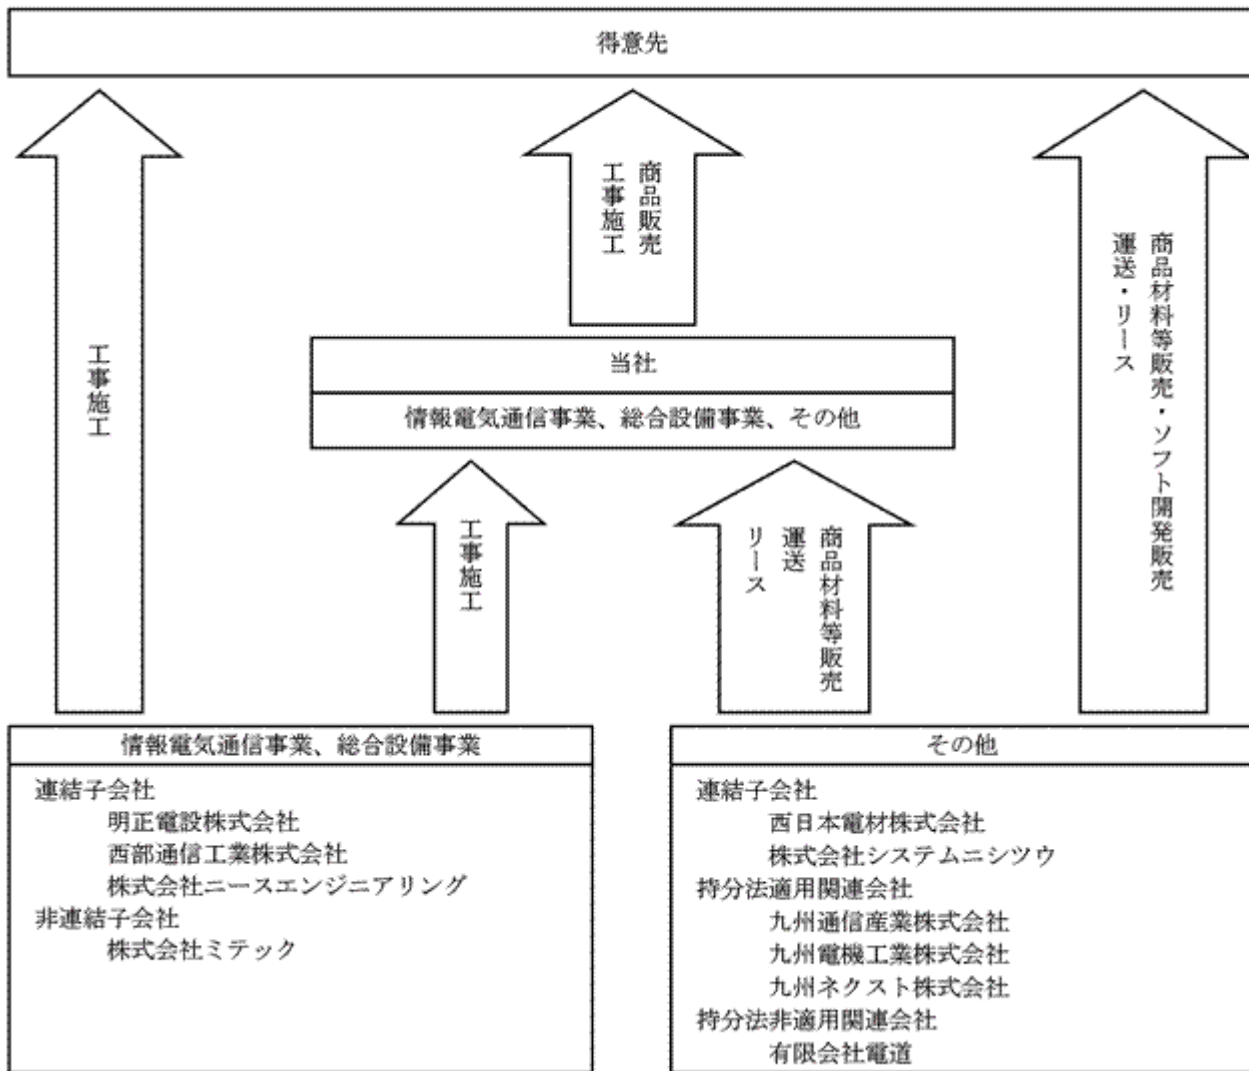 得意先
工事施工
商品販売
工事施工
商品材料等販売・ソフト開発販売
運送・リース
当社
情報電気通信事業、総合設備事業、その他
工事施工
商品材料等販売
運送
リース
情報電気通信事業、総合設備事業
連結子会社
明正電設株式会社
西部通信工業株式会社
株式会社ニースエンジニアリング
非連結子会社
株式会社ミテック
その他
連結子会社
西日本電材株式会社
株式会社システムニシツウ
持分法適用関連会社
九州通信産業株式会社
九州電機工業株式会社
九州ネクスト株式会社
持分法非適用関連会社
有限会社電道